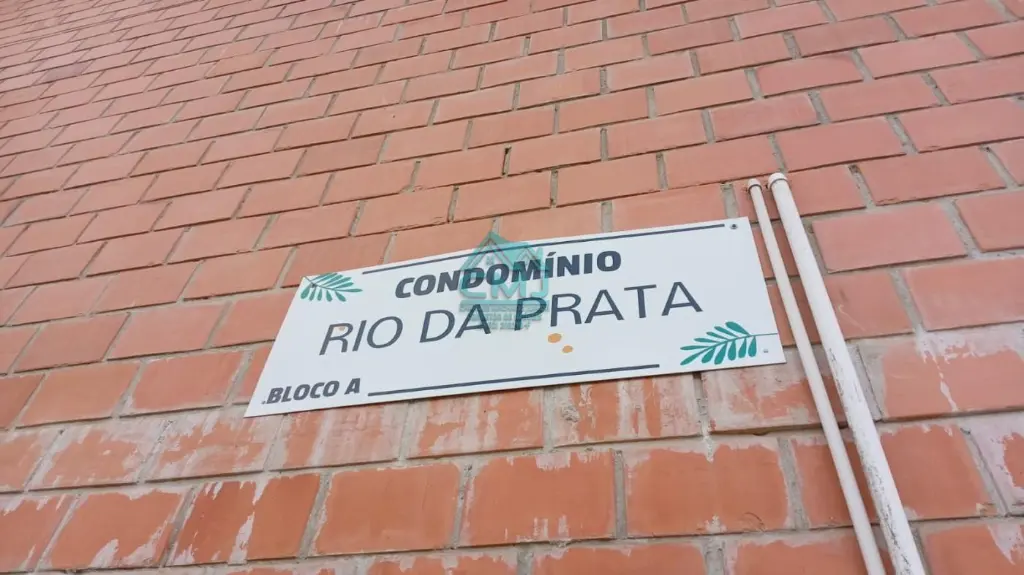 CONDOMÍNIO
RIO DA PRATA
BLOCO A